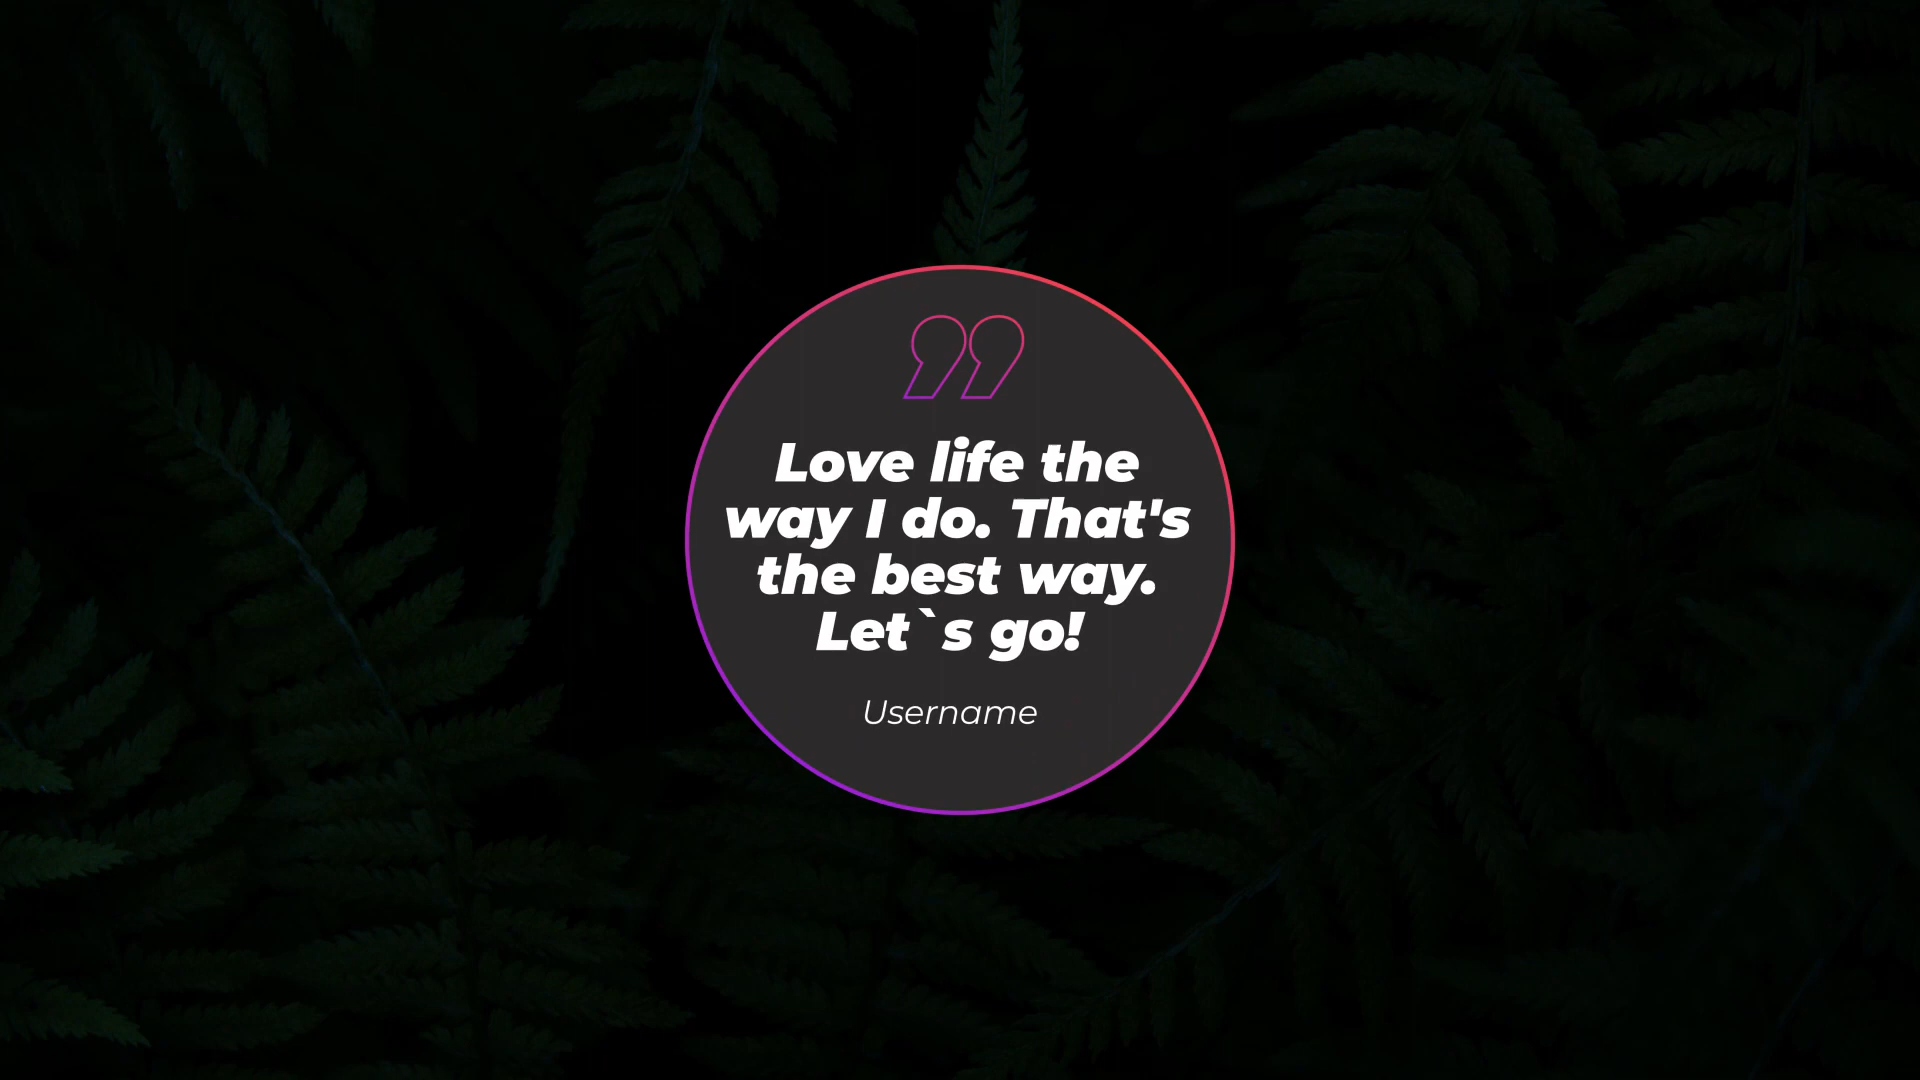 Love life the
way I do. That's
the best way.
Let`s go!
Username